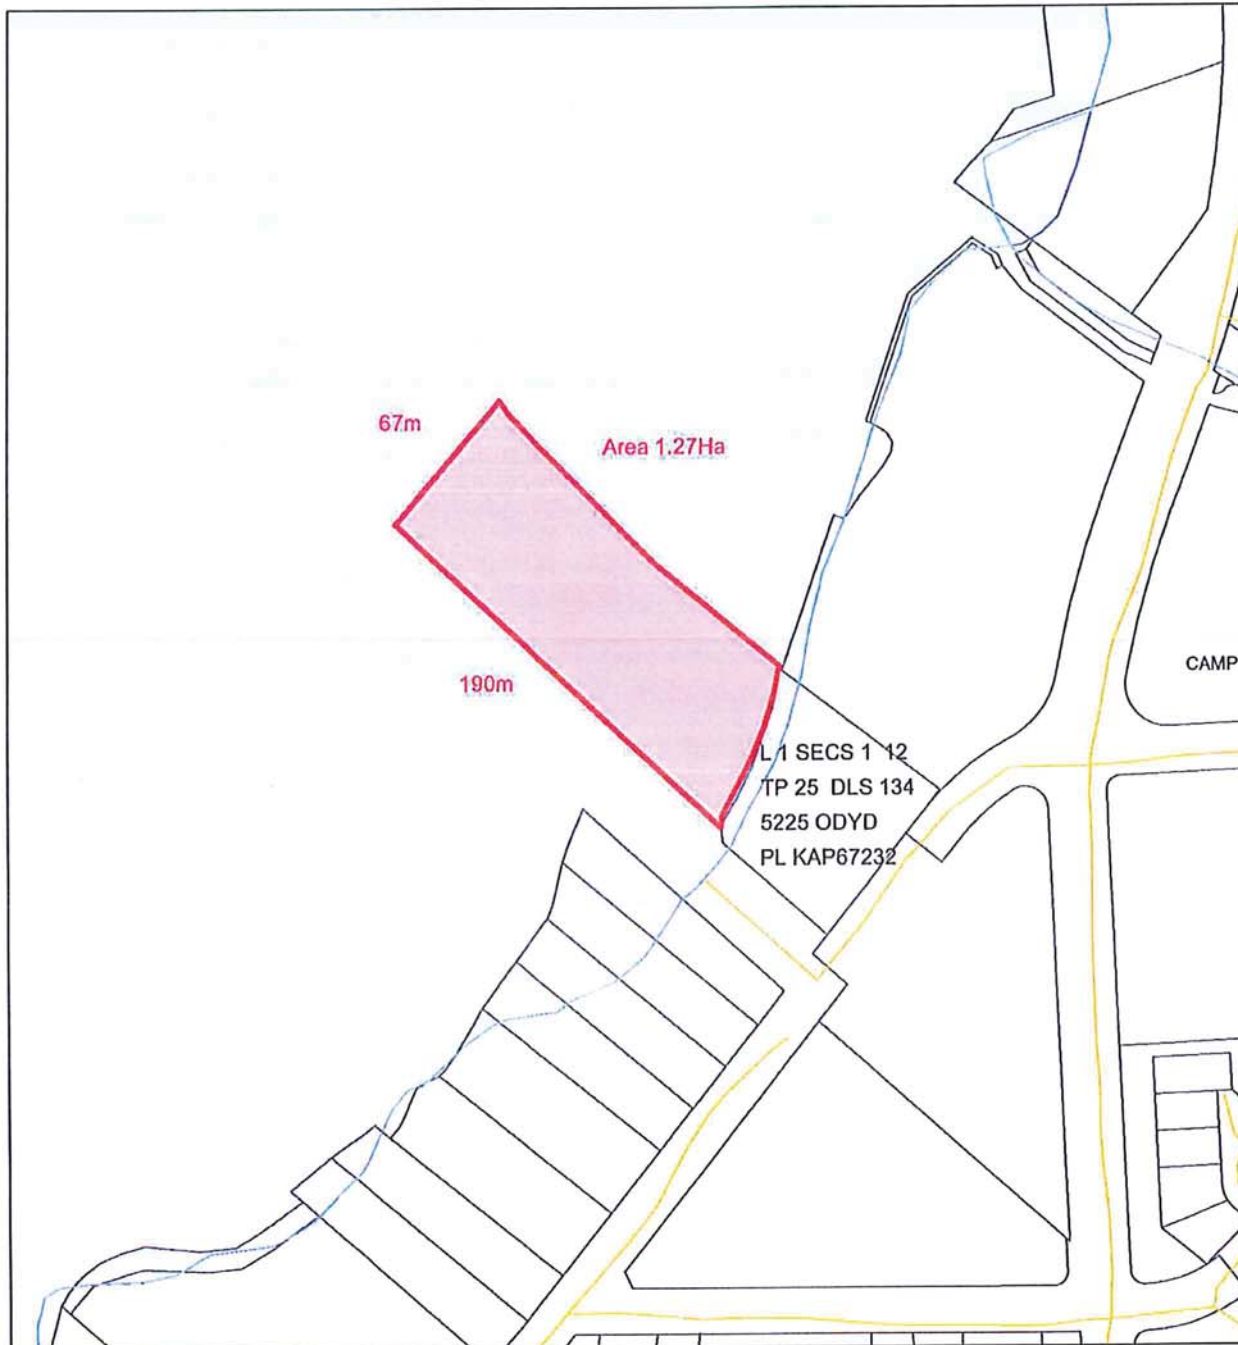 67m
Area 1.27Ha
190m
CAMP
L 1 SECS 1 12
TP 25 DLS 134
5225 ODYD
PL KAP67232